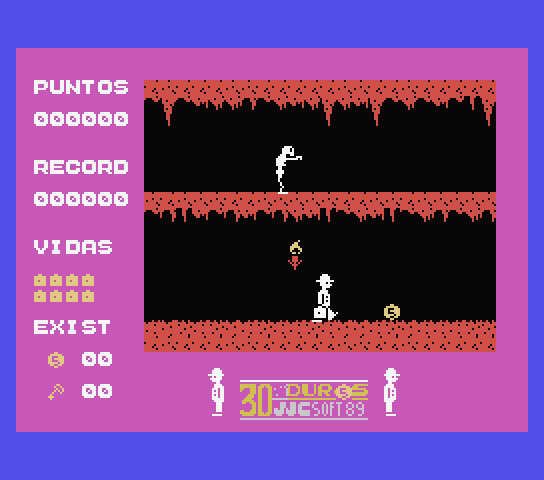 PUNTOS
000000
RECORD
000000
VIDAS
EXIST
00
00
30 DUROS
JJC SOFT 89